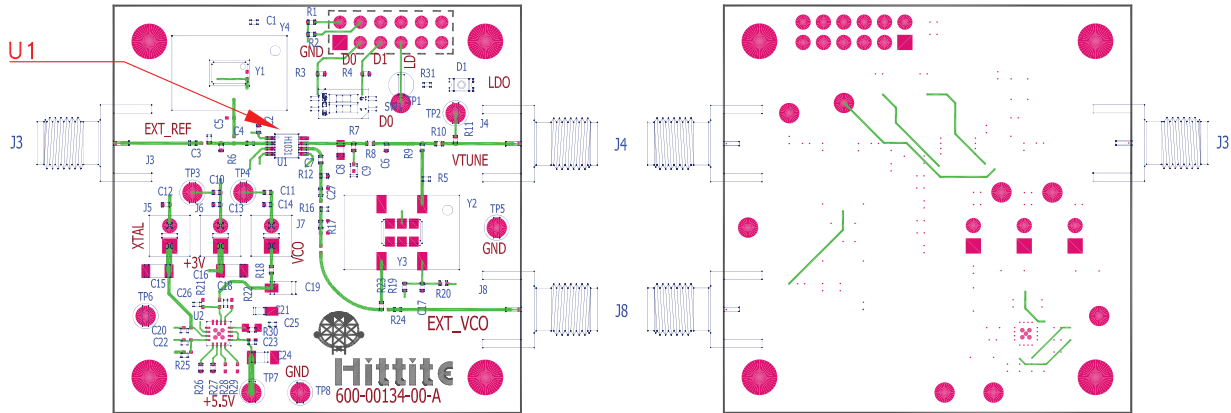 R1
C1
Y4
R2
GND
D0
D1
LD
U1
Y1
R3
R4
R31
D1
LDO
TP1
TP2
D0
C5
C2
J4
J3
EXT_REF
C4
R7
R10
R11
J4
J3
J3
C3
R6
U1
R12
C8
C9
R8
C6
R9
VTUNE
TP3
C10
TP4
C11
C27
R5
C12
J5
J6
C13
C14
R16
J7
R17
Y2
TP5
XTAL
+3V
VCO
GND
C15
C16
R18
Y3
C18
R22
C19
R23
R19
C17
R20
J8
TP6
C26
R21
U2
C21
C25
R24
EXT_VCO
J8
C20
C22
R30
C23
R25
C24
GND
Hittite
R26
R27
R28
R29
TP7
TP8
600-00134-00-A
+5.5V